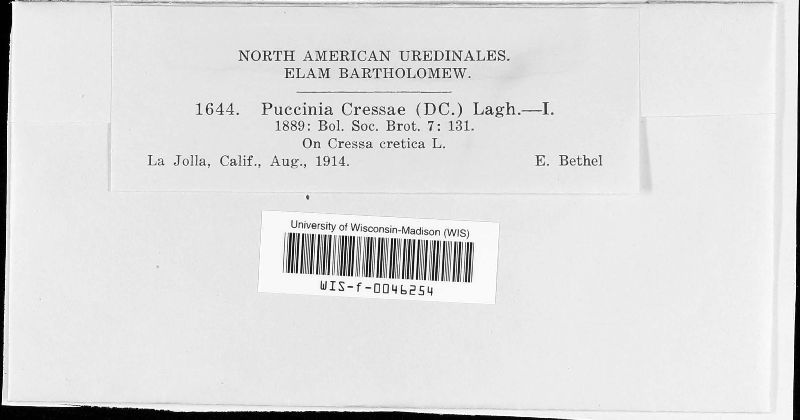 NORTH AMERICAN UREDINALES.
ELAM BARTHOLOMEW.
1644. Puccinia Cressae (DC.) Lagh.—I.
1889: Bol. Soc. Brot. 7: 131.
On Cressa cretica L.
La Jolla, Calif., Aug., 1914. E. Bethel
University of Wisconsin-Madison (WIS)
WIS-f-0046254